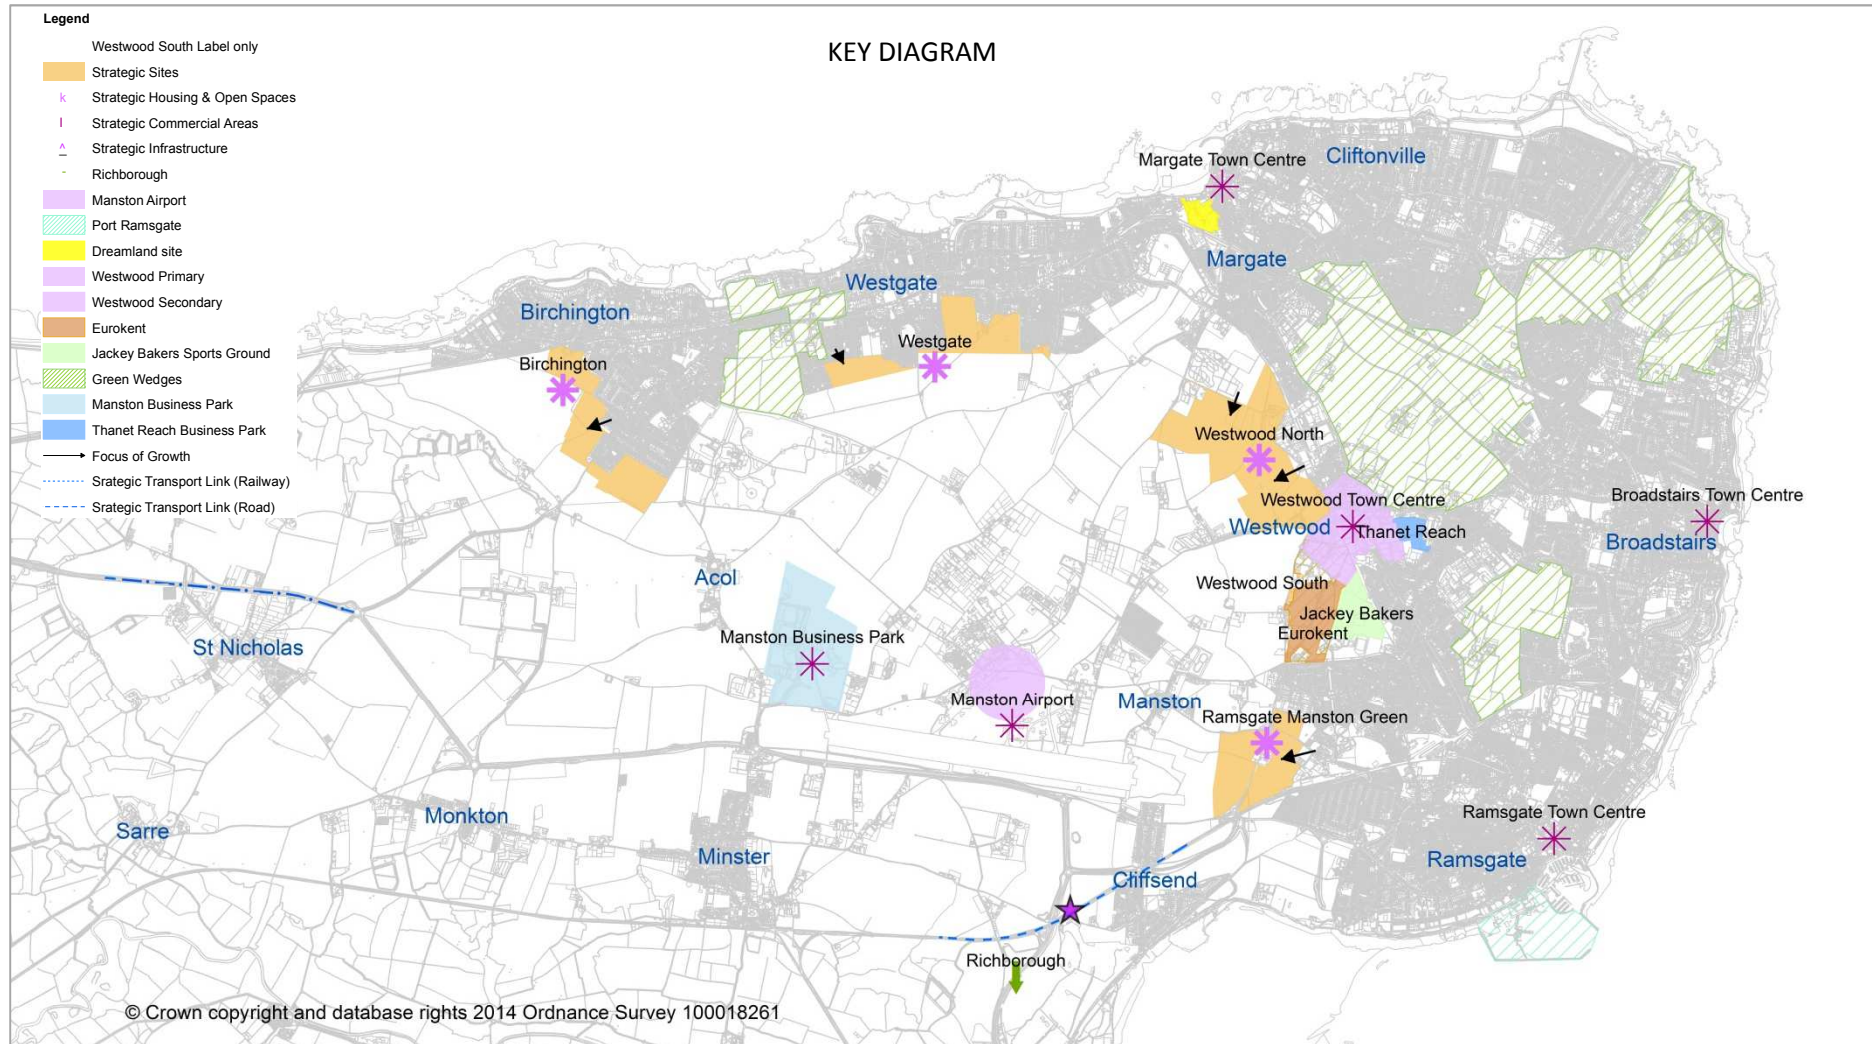 Legend
Westwood South Label only
Strategic Sites
k Strategic Housing & Open Spaces
l Strategic Commercial Areas
^ Strategic Infrastructure
- Richborough
Manston Airport
Port Ramsgate
Dreamland site
Westwood Primary
Westwood Secondary
Eurokent
Jackey Bakers Sports Ground
Green Wedges
Manston Business Park
Thanet Reach Business Park
Focus of Growth
Srategic Transport Link (Railway)
Srategic Transport Link (Road)
KEY DIAGRAM
Margate Town Centre
Cliftonville
Margate
Westgate
Birchington
Westgate
Birchington
Westwood North
Westwood Town Centre
Broadstairs Town Centre
Westwood
Thanet Reach
Broadstairs
Acol
Westwood South
Jackey Bakers
Eurokent
Manston Business Park
St Nicholas
Manston Airport
Manston
Ramsgate Manston Green
Monkton
Ramsgate Town Centre
Sarre
Minster
Ramsgate
Cliffsend
Richborough
© Crown copyright and database rights 2014 Ordnance Survey 100018261